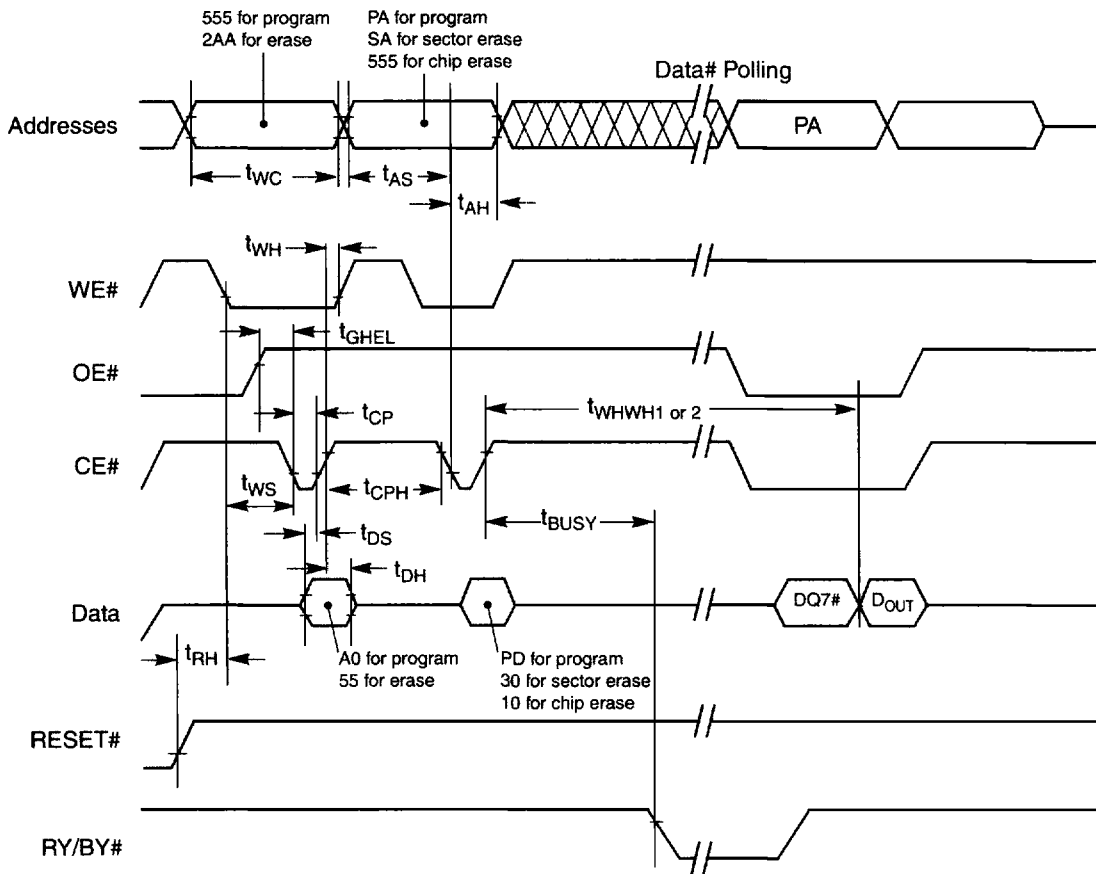 555 for program
2AA for erase
PA for program
SA for sector erase
555 for chip erase
Data# Polling
Addresses
PA
tWC
tAS
tAH
tWH
WE#
tGHEL
OE#
tWHWH1 or 2
tCP
CE#
tWS
tCPH
tBUSY
tDS
tDH
Data
DQ7#
DOUT
tRH
A0 for program
55 for erase
PD for program
30 for sector erase
10 for chip erase
RESET#
RY/BY#